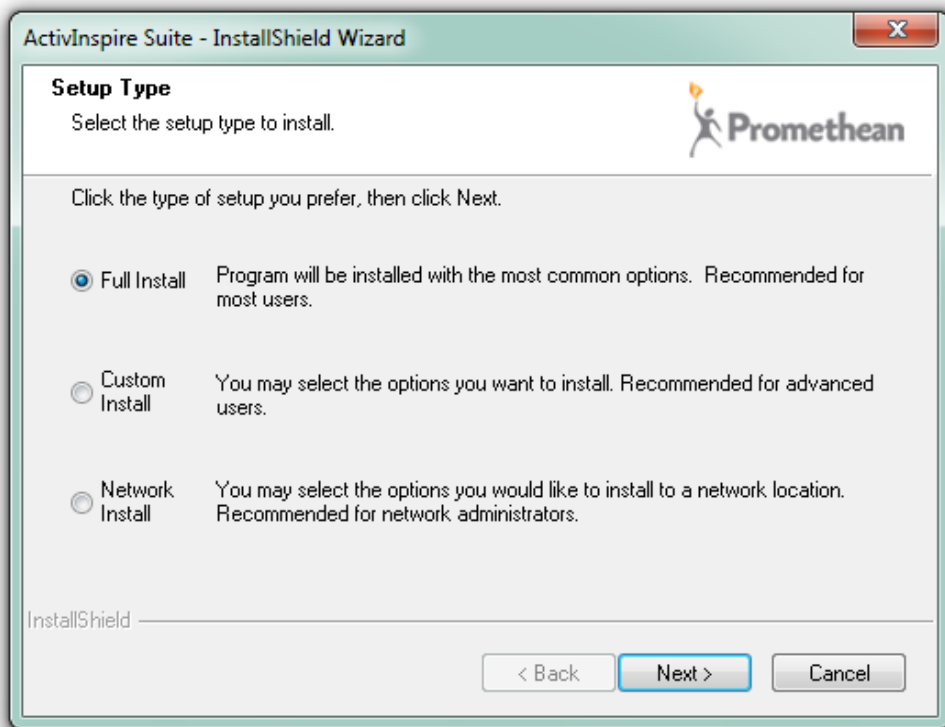 ActivInspire Suite - InstallShield Wizard
Setup Type
Select the setup type to install.
Promethean
Click the type of setup you prefer, then click Next.
Full Install
Program will be installed with the most common options. Recommended for
most users.
Custom
Install
You may select the options you want to install. Recommended for advanced
users.
Network
Install
You may select the options you would like to install to a network location.
Recommended for network administrators.
InstallShield
< Back
Next >
Cancel